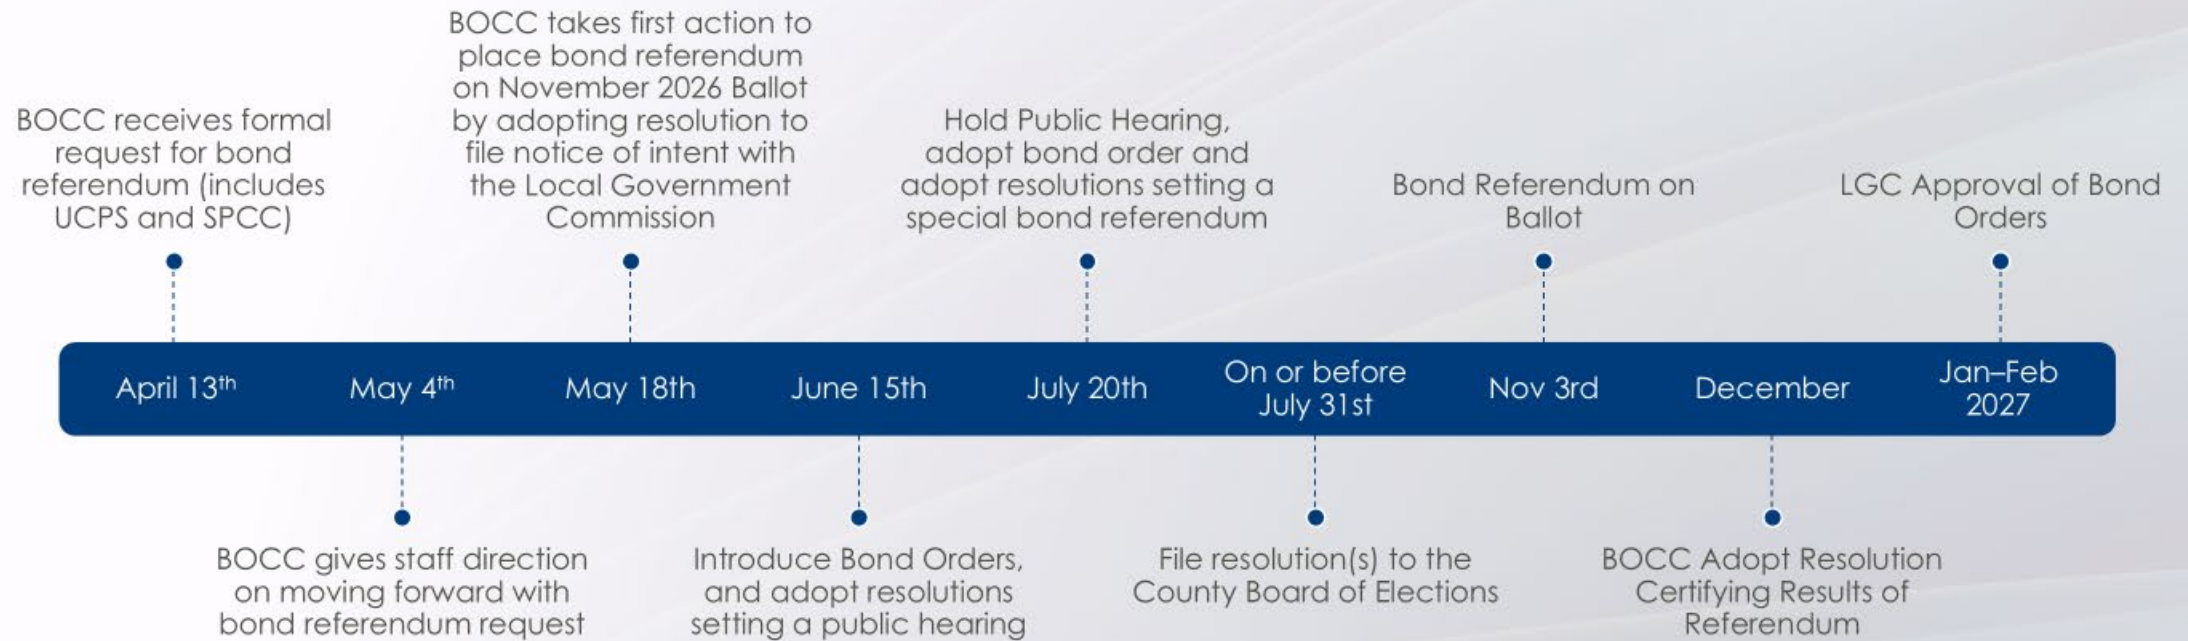 BOCC takes first action to
place bond referendum
on November 2026 Ballot
by adopting resolution to
file notice of intent with
the Local Government
Commission
BOCC receives formal
request for bond
referendum (includes
UCPS and SPCC)
Hold Public Hearing,
adopt bond order and
adopt resolutions setting a
special bond referendum
Bond Referendum on
Ballot
LGC Approval of Bond
Orders
April 13th
May 4th
May 18th
June 15th
July 20th
On or before
July 31st
Nov 3rd
December
Jan–Feb
2027
BOCC gives staff direction
on moving forward with
bond referendum request
Introduce Bond Orders,
and adopt resolutions
setting a public hearing
File resolution(s) to the
County Board of Elections
BOCC Adopt Resolution
Certifying Results of
Referendum